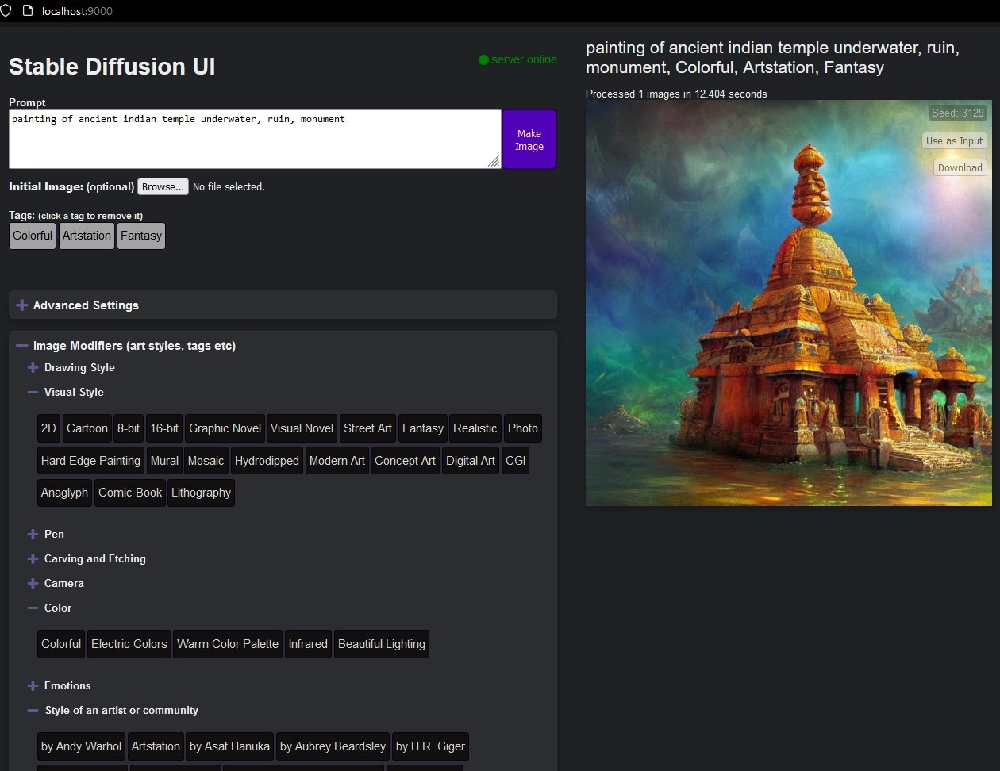 localhost:9000
Stable Diffusion UI
server online
Prompt
painting of ancient indian temple underwater, ruin, monument
Make
Image
Initial Image: (optional) Browse... No file selected.
Tags: (click a tag to remove it)
Colorful Artstation Fantasy
Advanced Settings
Image Modifiers (art styles, tags etc)
Drawing Style
Visual Style
2D Cartoon 8-bit 16-bit Graphic Novel Visual Novel Street Art Fantasy Realistic Photo
Hard Edge Painting Mural Mosaic Hydrodipped Modern Art Concept Art Digital Art CGI
Anaglyph Comic Book Lithography
Pen
Carving and Etching
Camera
Color
Colorful Electric Colors Warm Color Palette Infrared Beautiful Lighting
Emotions
Style of an artist or community
by Andy Warhol Artstation by Asaf Hanuka by Aubrey Beardsley by H.R. Giger
painting of ancient indian temple underwater, ruin,
monument, Colorful, Artstation, Fantasy
Processed 1 images in 12.404 seconds
Seed: 3129
Use as Input
Download